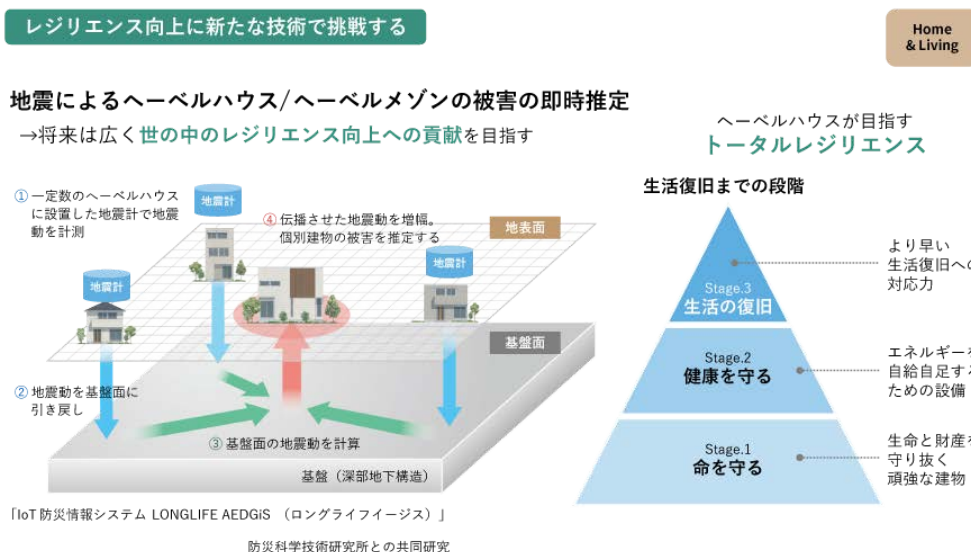 レジリエンス向上に新たな技術で挑戦する
Home
& Living
地震によるヘーベルハウス/ヘーベルメゾンの被害の即時推定
→将来は広く世の中のレジリエンス向上への貢献を目指す
ヘーベルハウスが目指す
トータルレジリエンス
生活復旧までの段階
① 一定数のヘーベルハウス
に設置した地震計で地震
動を計測
地震計
④ 伝播させた地震動を増幅。
個別建物の被害を推定する
地表面
地震計
地震計
基盤面
② 地震動を基盤面に
引き戻し
③ 基盤面の地震動を計算
基盤（深部地下構造）
「IoT 防災情報システム LONGLIFE AEDGiS （ロングライフイージス）」
防災科学技術研究所との共同研究
Stage.3
生活の復旧
より早い
生活復旧への
対応力
Stage.2
健康を守る
エネルギーを
自給自足する
ための設備
Stage.1
命を守る
生命と財産を
守り抜く
頑強な建物